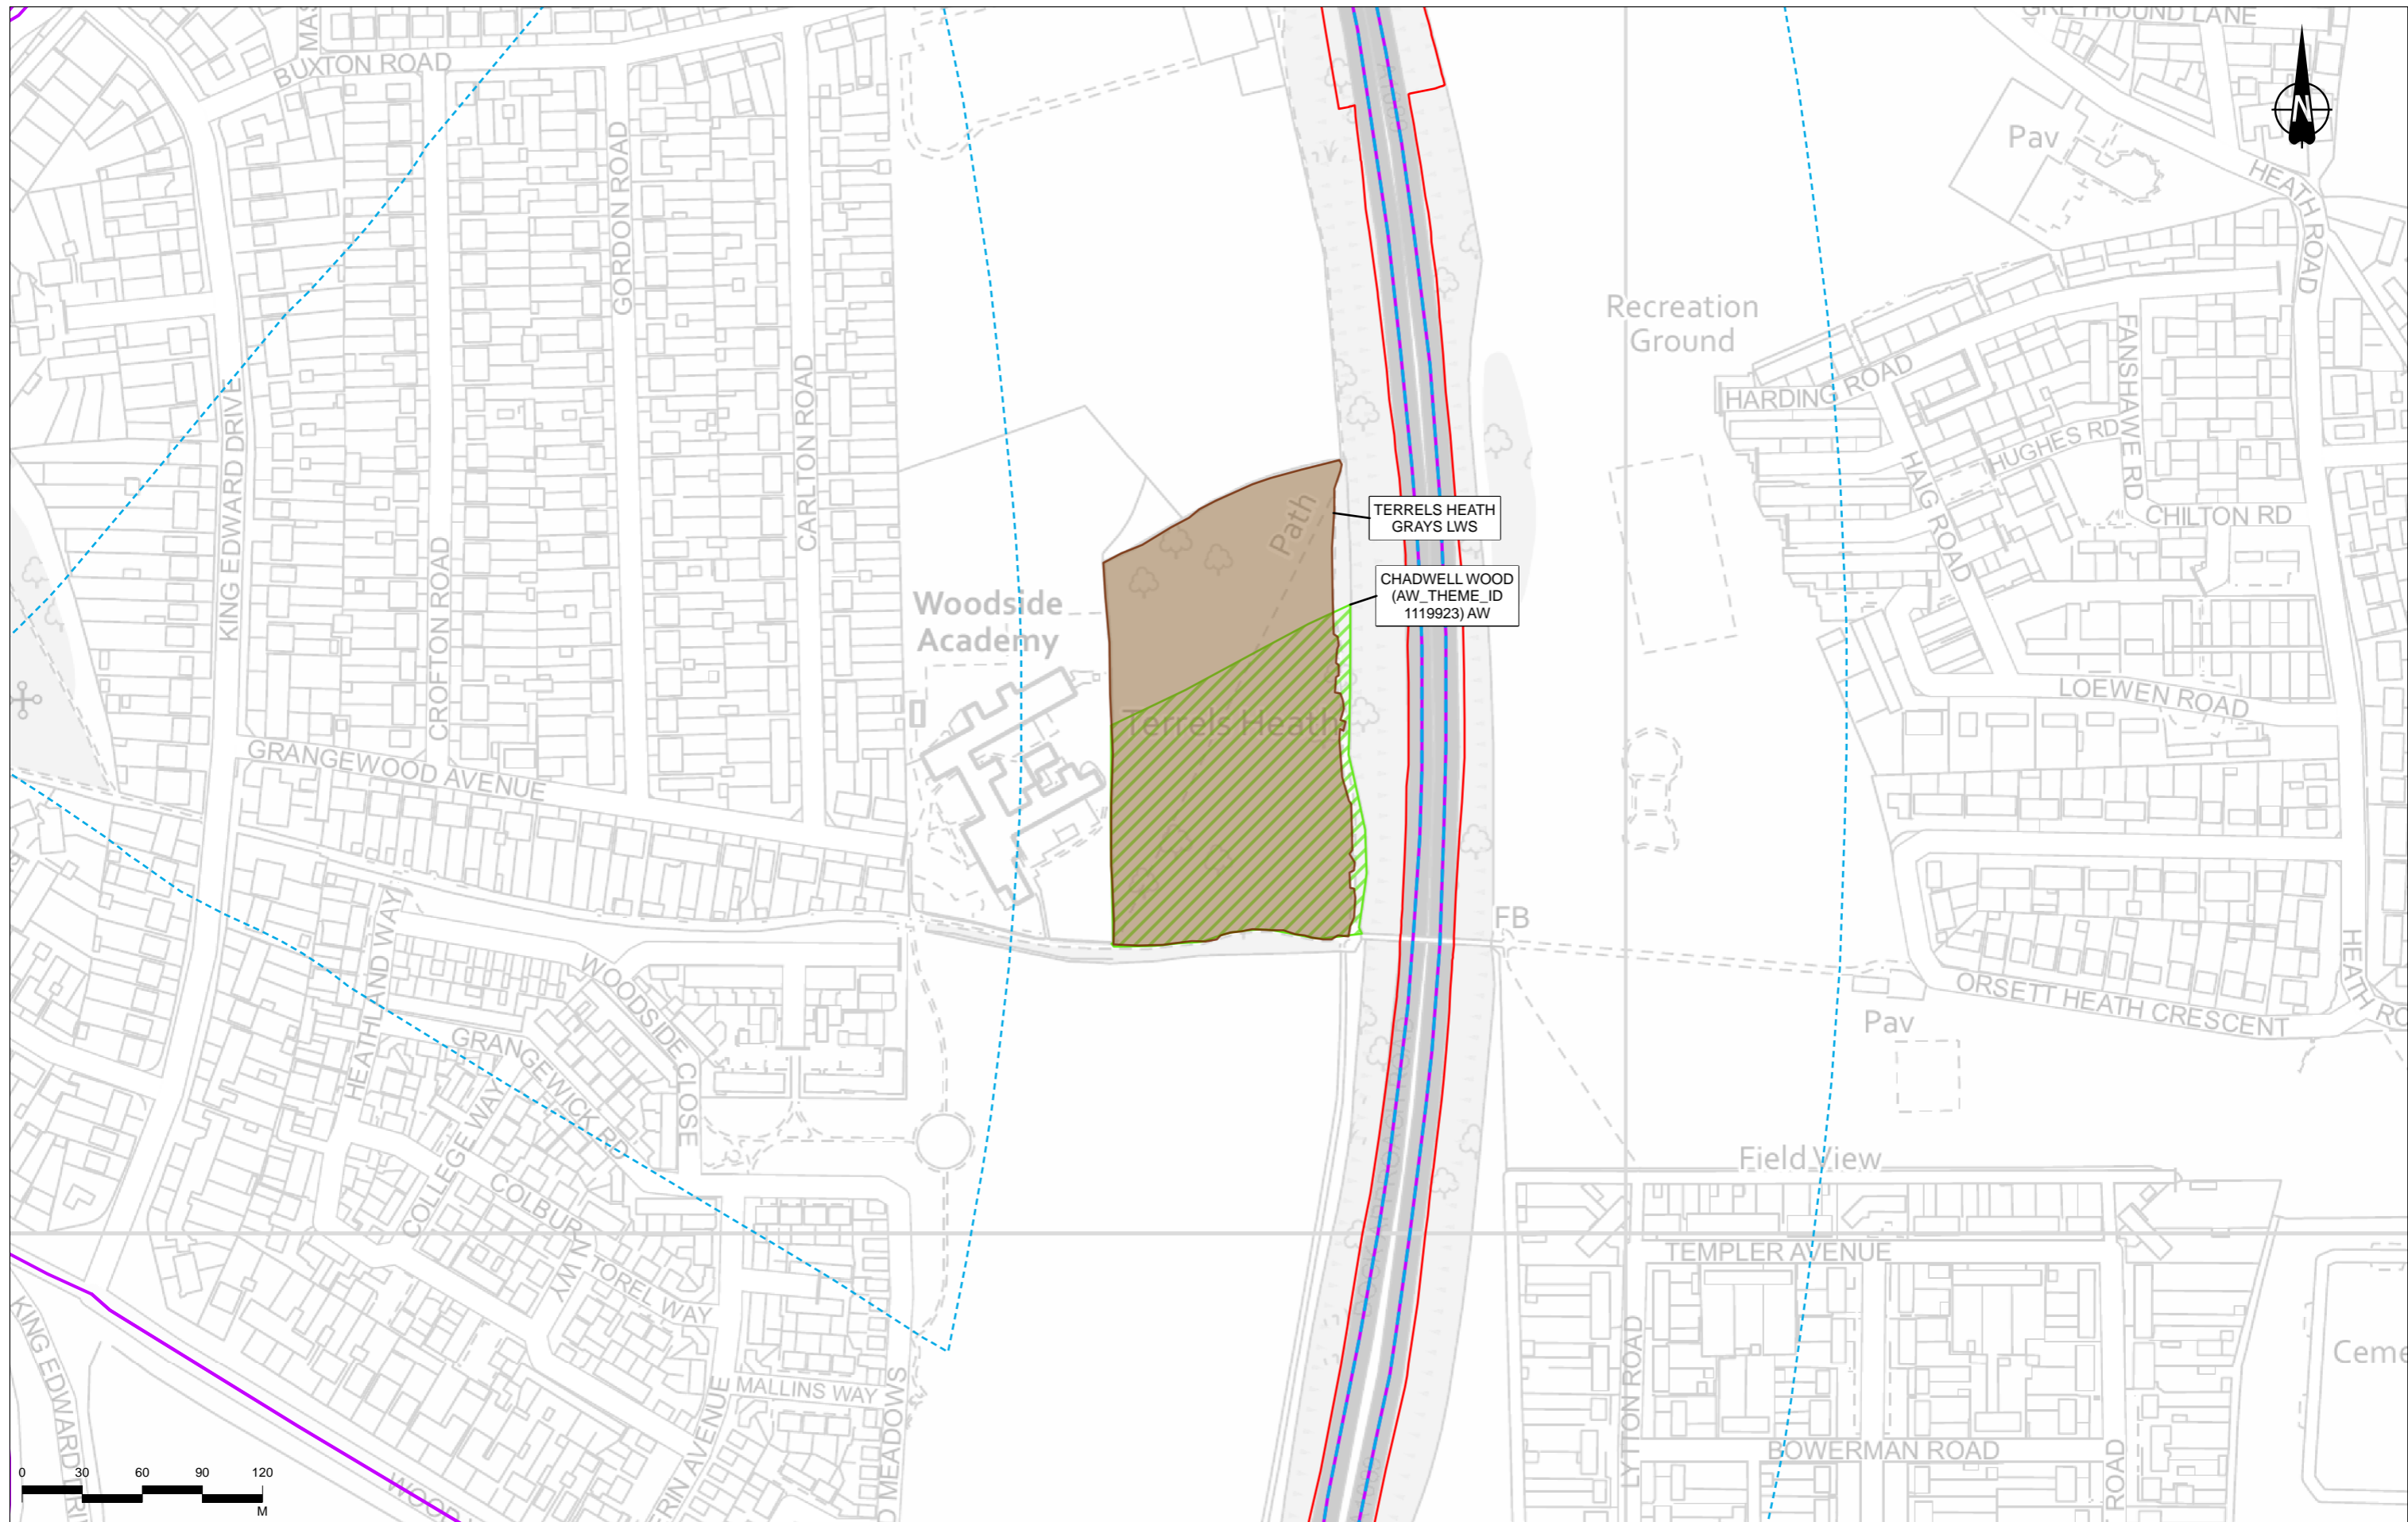 GREYHOUND LANE
BUXTON ROAD
N
Pav
HEATH ROAD
GORDON ROAD
Recreation
Ground
HARDING ROAD
FANSHAWE RD
HUGHES RD
KING EDWARD DRIVE
CARLTON ROAD
HAIG ROAD
CHILTON RD
Path
TERRELS HEATH
GRAYS LWS
CROFTON ROAD
CHADWELL WOOD
(AW_THEME_ID
1119923) AW
Woodside
Academy
LOEWEN ROAD
Terrels Heath
GRANGEWOOD AVENUE
FB
HEATHLAND WAY
WOODSIDE CLOSE
ORSETT HEATH CRESCENT
HEATH RO
Pav
GRANGEWICK RD
COLLEGE WAY
Field View
COLBURN WAY
TOREL WAY
TEMPLER AVENUE
KING EDWARD DRI
MALLINS WAY
MEADOWS
LYTTON ROAD
Ceme
ERIN AVENUE
BOWERMAN ROAD
ROAD
0 30 60 90 120
M